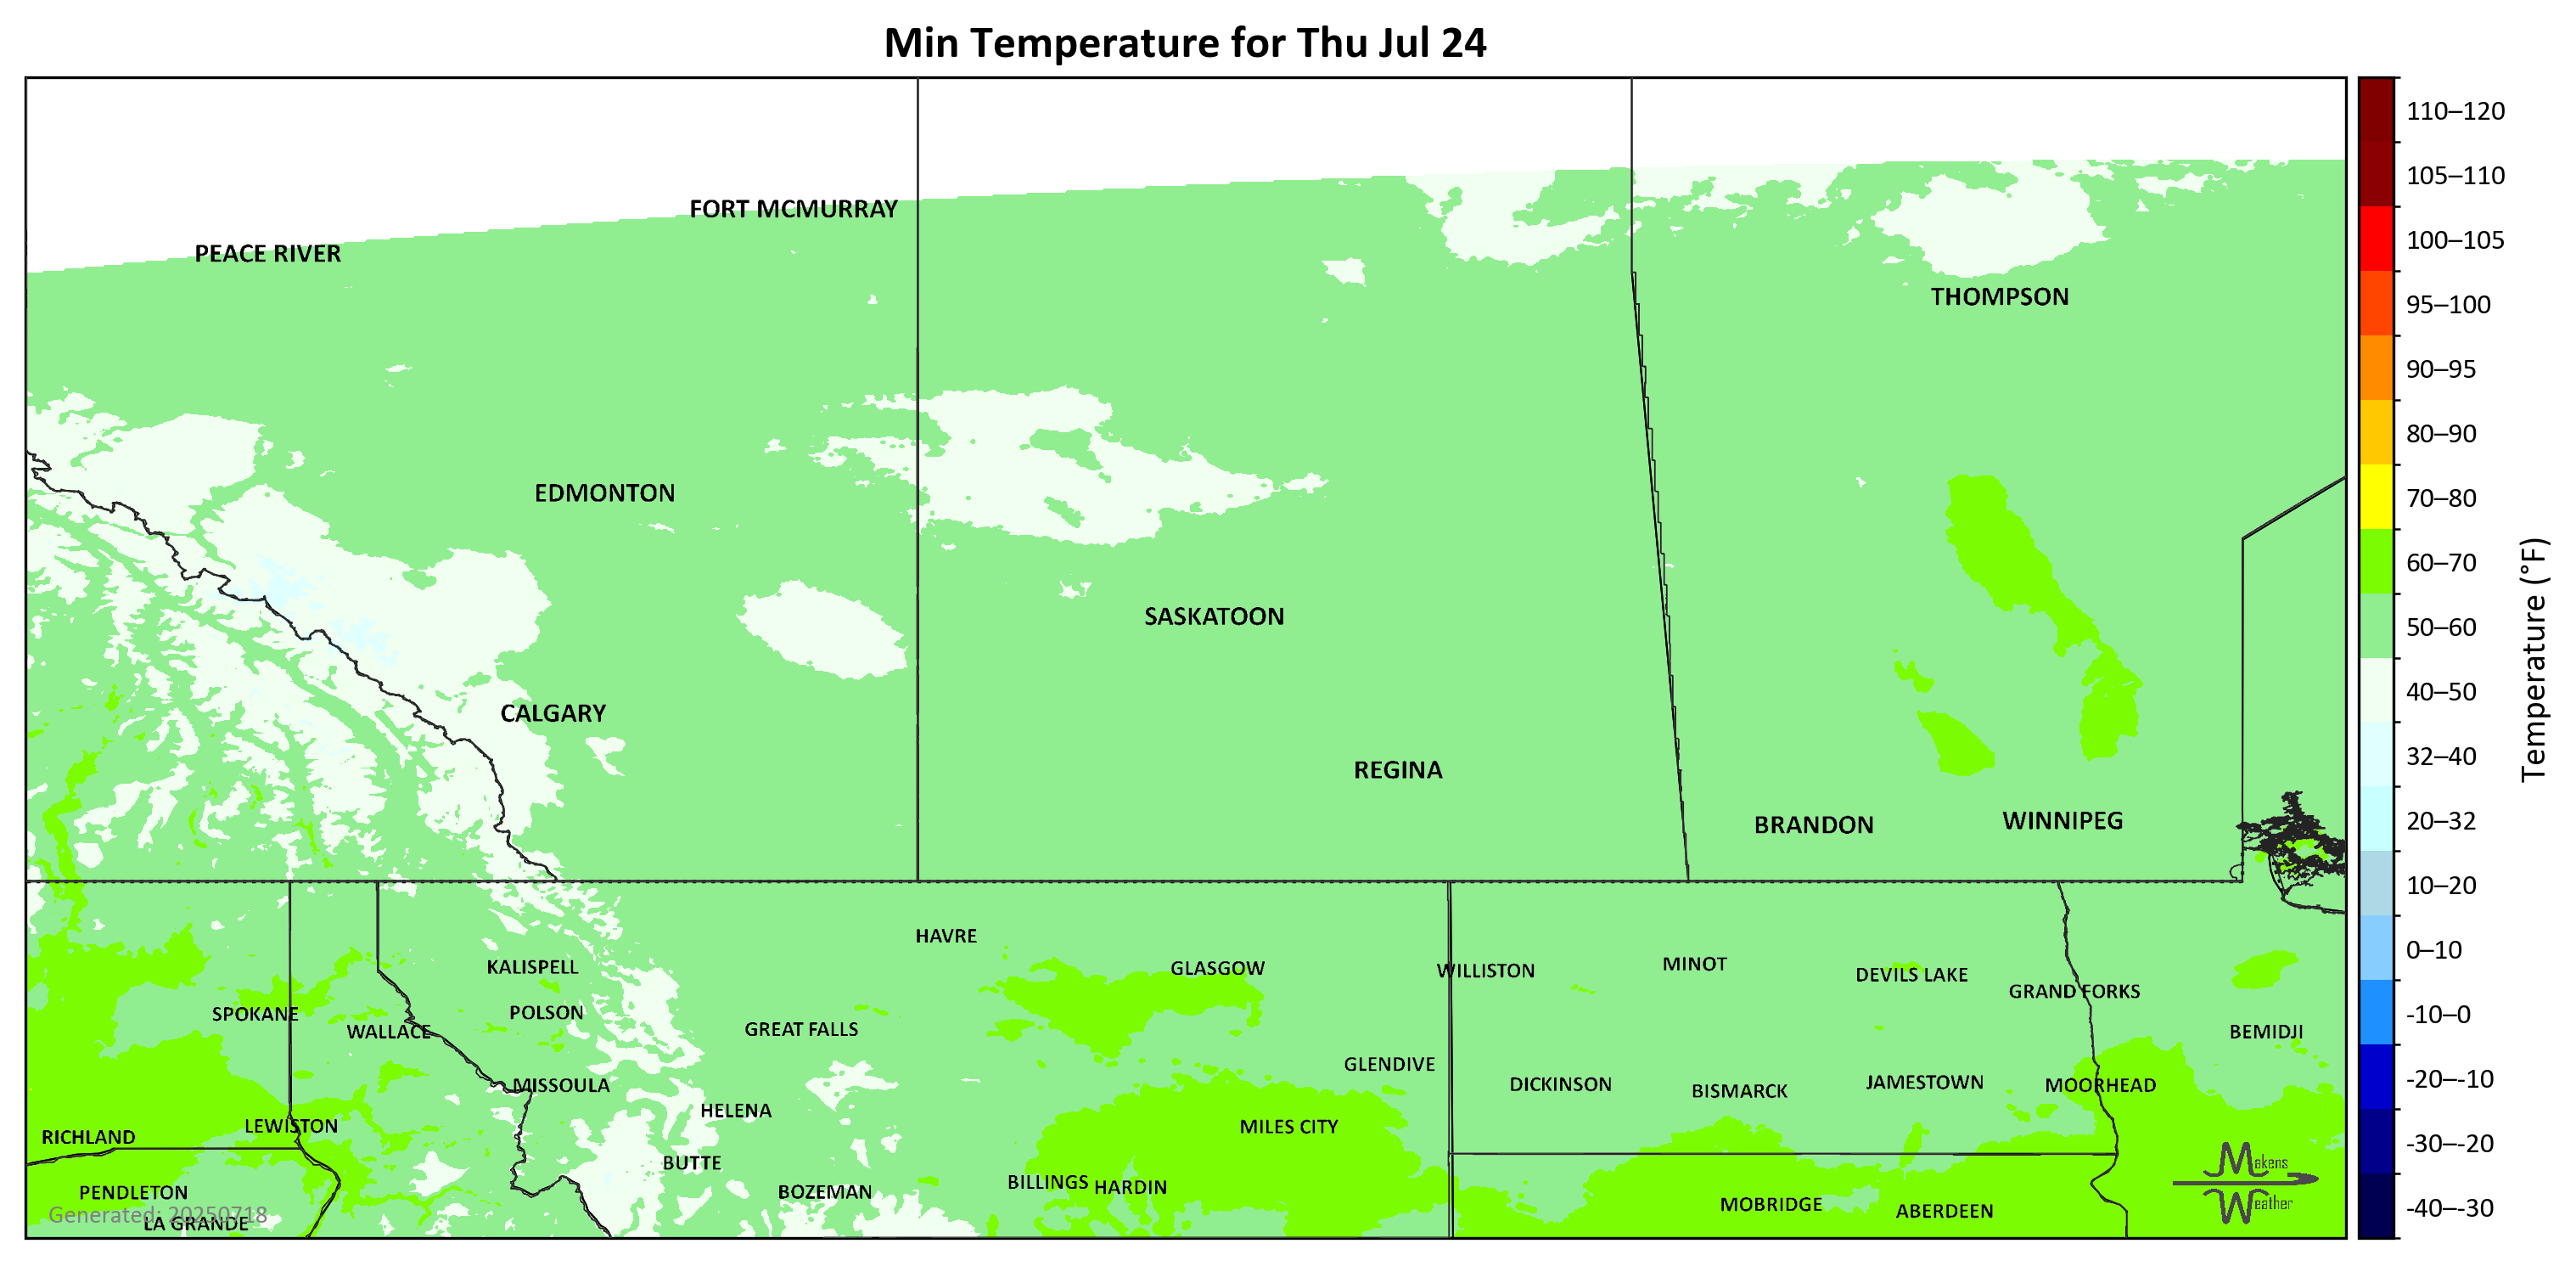 Min Temperature for Thu Jul 24
FORT MCMURRAY
PEACE RIVER
THOMPSON
EDMONTON
SASKATOON
CALGARY
REGINA
BRANDON
WINNIPEG
HAVRE
KALISPELL
GLASGOW
WILLISTON
MINOT
DEVILS LAKE
GRAND FORKS
SPOKANE
POLSON
WALLACE
GREAT FALLS
BEMIDJI
GLENDIVE
MISSOULA
DICKINSON
BISMARCK
JAMESTOWN
MOORHEAD
HELENA
LEWISTON
MILES CITY
RICHLAND
BUTTE
PENDLETON
BOZEMAN
BILLINGS
HARDIN
MOBRIDGE
ABERDEEN
Generated: 20250718
LA GRANDE
Makens
Weather
110–120
105–110
100–105
95–100
90–95
80–90
70–80
60–70
50–60
40–50
32–40
20–32
10–20
0–10
-10–0
-20–-10
-30–-20
-40–-30
Temperature (°F)